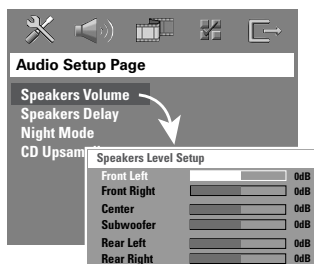 Audio Setup Page
Speakers Volume
Speakers Delay
Night Mode
CD Upsam
Speakers Level Setup
Front Left 0dB
Front Right 0dB
Center 0dB
Subwoofer 0dB
Rear Left 0dB
Rear Right 0dB